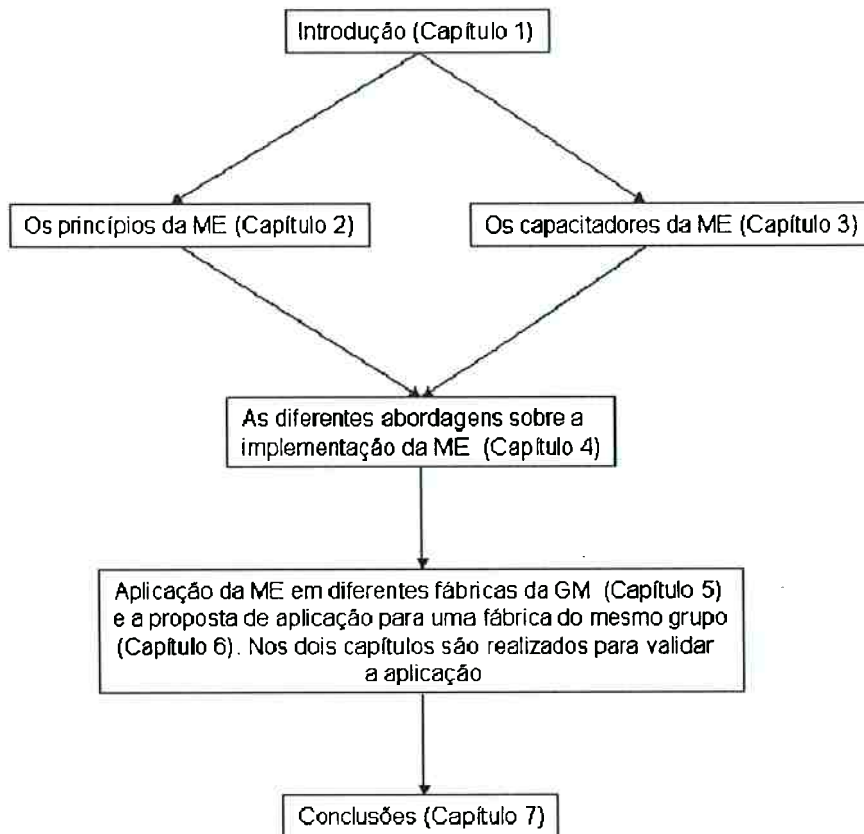 Introdução (Capítulo 1)
Os princípios da ME (Capítulo 2)
Os capacitadores da ME (Capítulo 3)
As diferentes abordagens sobre a
implementação da ME (Capítulo 4)
Aplicação da ME em diferentes fábricas da GM (Capítulo 5)
e a proposta de aplicação para uma fábrica do mesmo grupo
(Capítulo 6). Nos dois capítulos são realizados para validar
a aplicação
Conclusões (Capítulo 7)